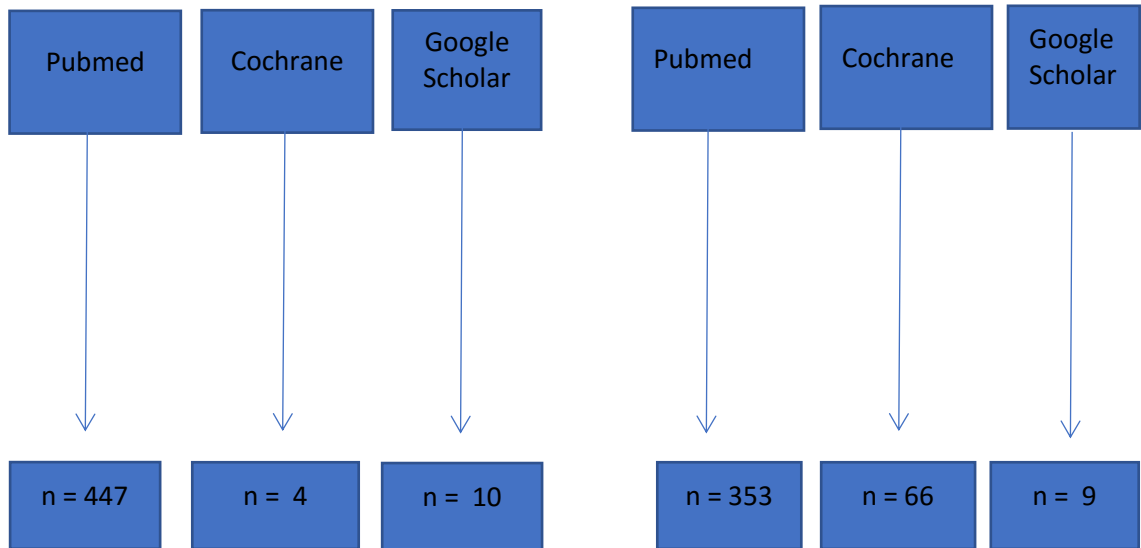 Pubmed
Cochrane
Google
Scholar
Pubmed
Cochrane
Google
Scholar
n = 447
n = 4
n = 10
n = 353
n = 66
n = 9